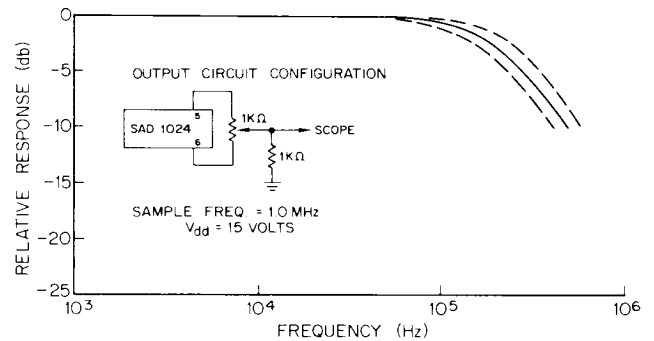 RELATIVE RESPONSE (db)
0
-5
-10
-15
-20
-25
OUTPUT CIRCUIT CONFIGURATION
SAD 1024
5
6
1KΩ
SCOPE
1KΩ
SAMPLE FREQ. = 1.0 MHz
Vdd = 15 VOLTS
10³
10⁴
10⁵
10⁶
FREQUENCY (Hz)